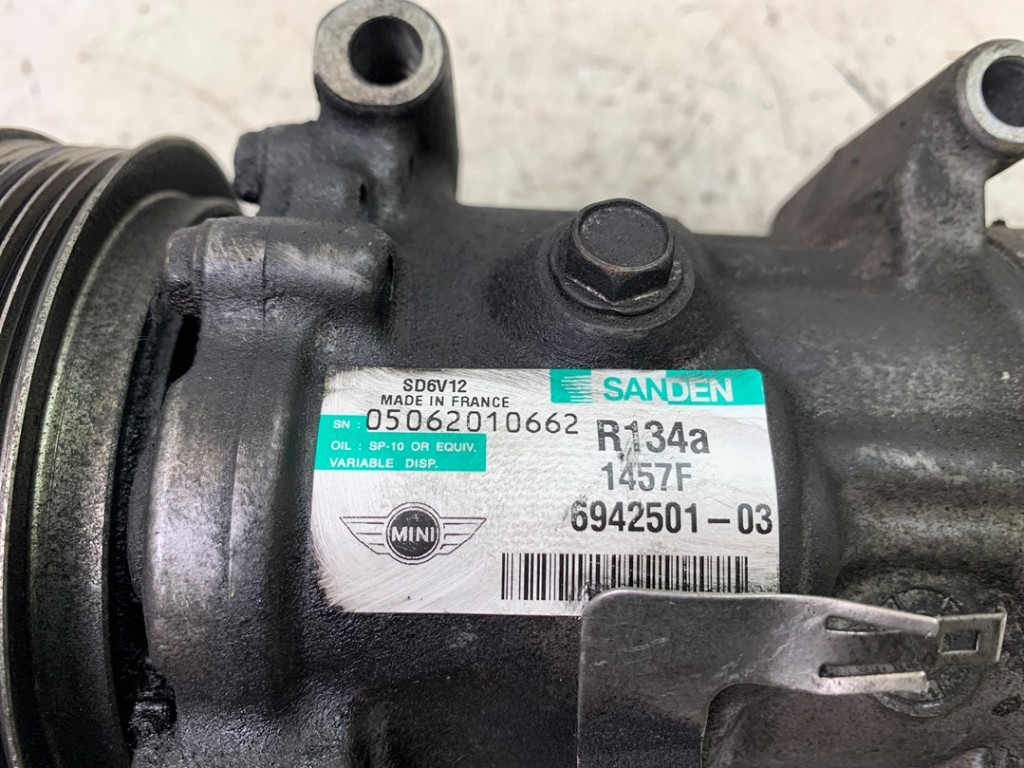 SD6V12
MADE IN FRANCE
SANDEN
SN : 05062010662
OIL : SP-10 OR EQUIV.
VARIABLE DISP.
R134a
1457F
6942501-03
MINI